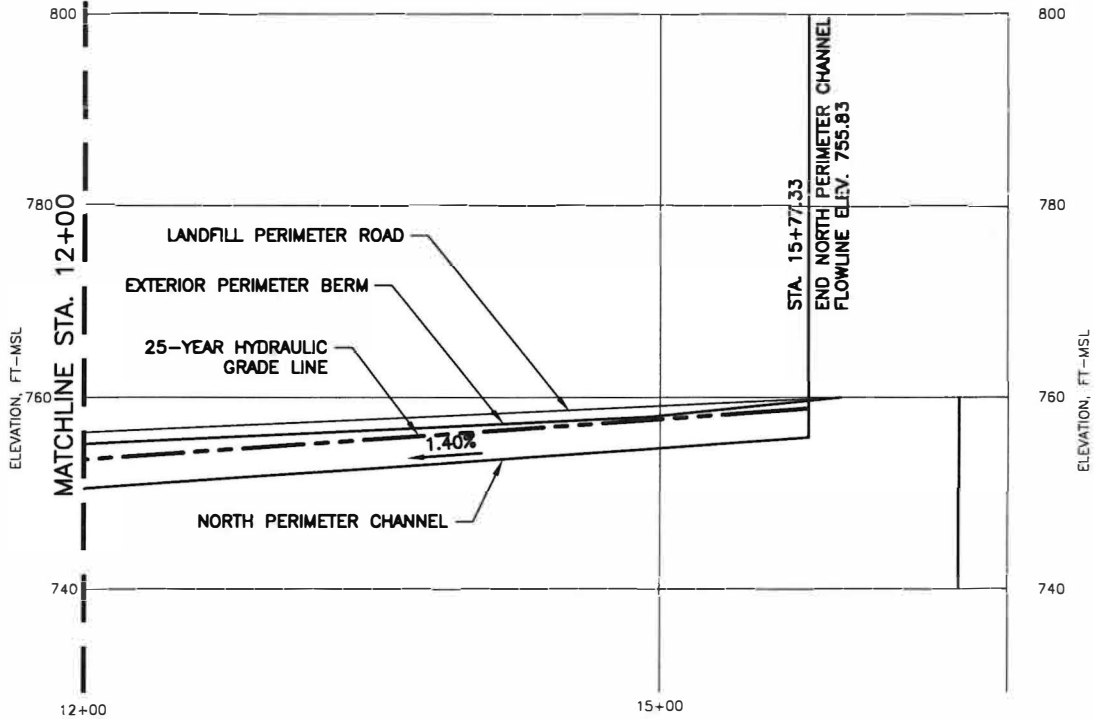 800
800
STA. 15+77.33
END NORTH PERIMETER CHANNEL
FLOWLINE ELEV. 755.83
MATCHLINE STA. 12+00
780
780
LANDFILL PERIMETER ROAD
EXTERIOR PERIMETER BERM
25-YEAR HYDRAULIC
GRADE LINE
ELEVATION, FT-MSL
ELEVATION, FT-MSL
760
760
1.40%
NORTH PERIMETER CHANNEL
740
740
12+00
15+00